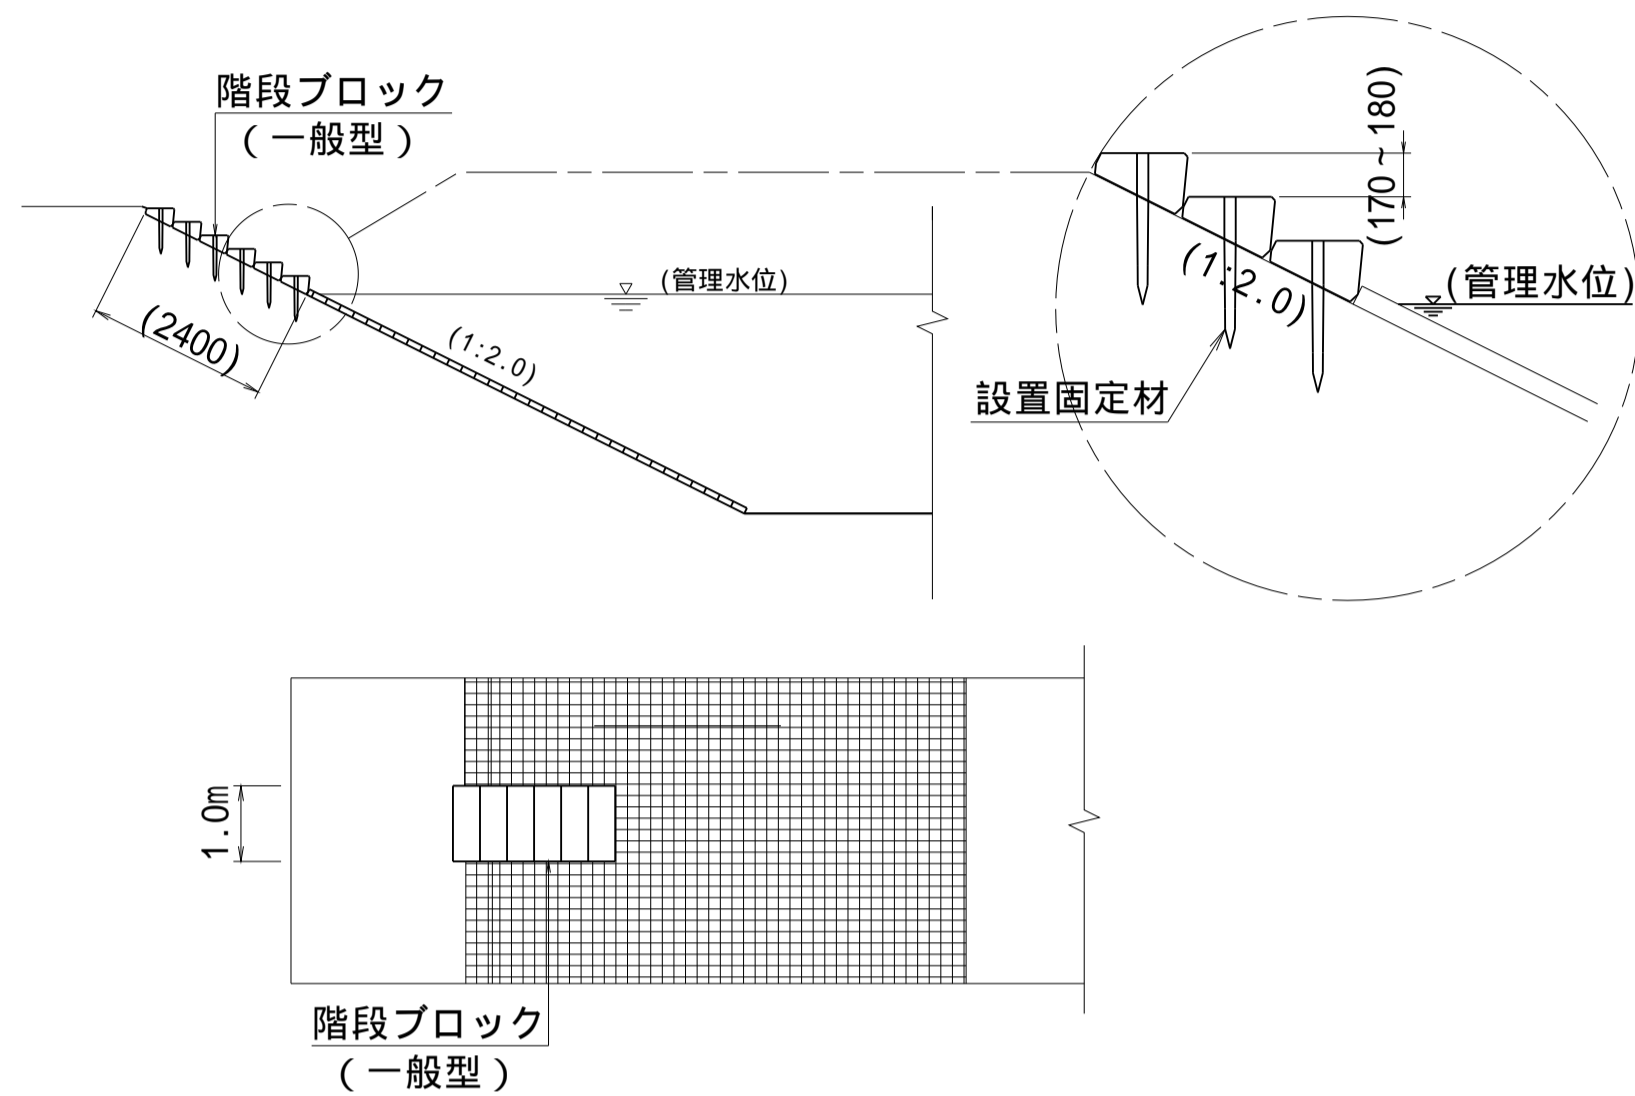 階段ブロック
(一般型)
(170~180)
(管理水位)
(管理水位)
(1:2.0)
(2400)
(1:2.0)
設置固定材
1.0m
階段ブロック
(一般型)